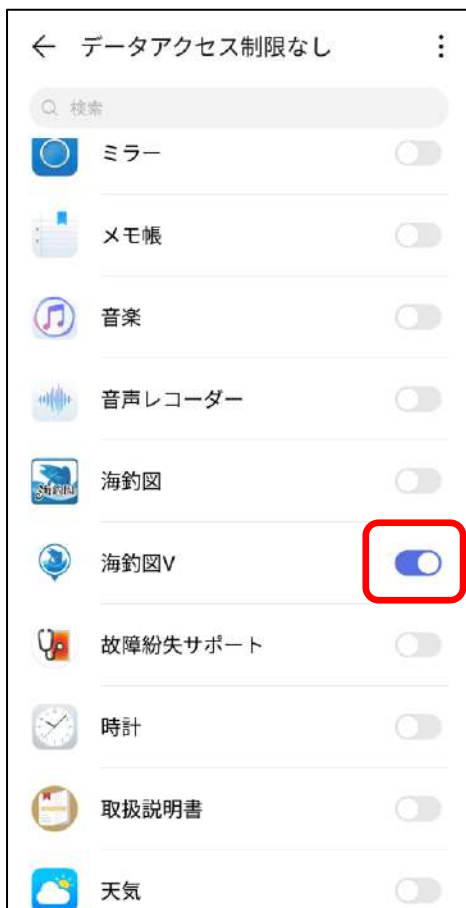 ← データアクセス制限なし
検索
ミラー
メモ帳
音楽
音声レコーダー
海釣図
海釣図V
故障紛失サポート
時計
取扱説明書
天気